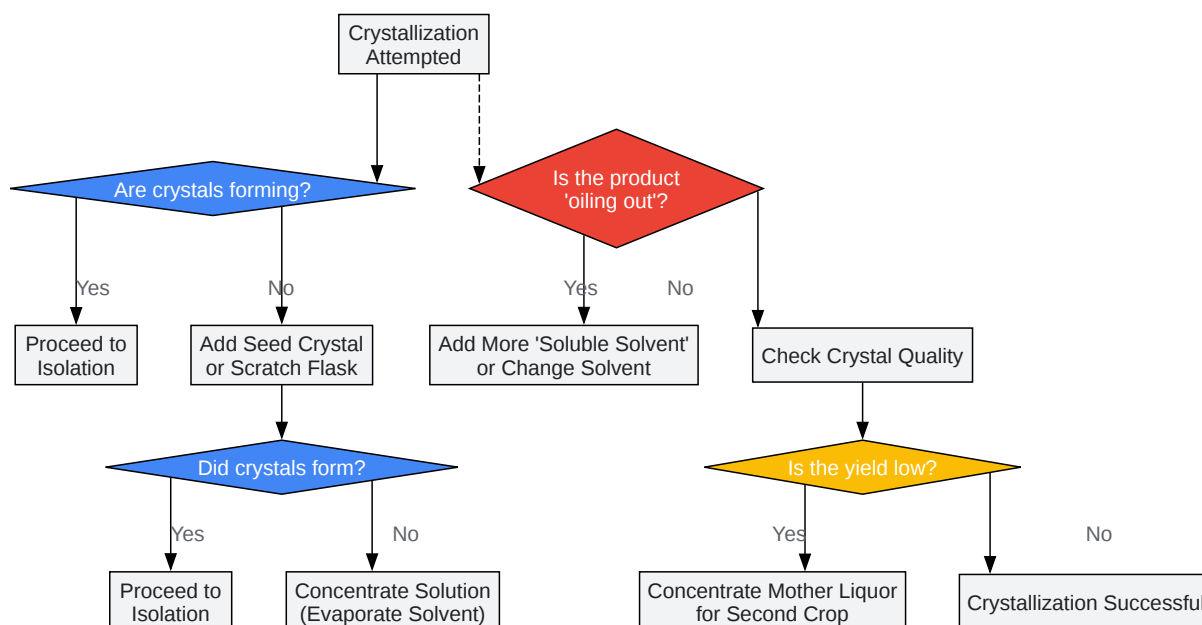 Crystallization
Attempted
Are crystals forming?
Is the product
'oiling out'?
Yes
No
Yes
No
Proceed to
Isolation
Add Seed Crystal
or Scratch Flask
Add More 'Soluble Solvent'
or Change Solvent
Check Crystal Quality
Did crystals form?
Is the yield low?
Yes
No
Yes
No
Proceed to
Isolation
Concentrate Solution
(Evaporate Solvent)
Concentrate Mother Liquor
for Second Crop
Crystallization Successful